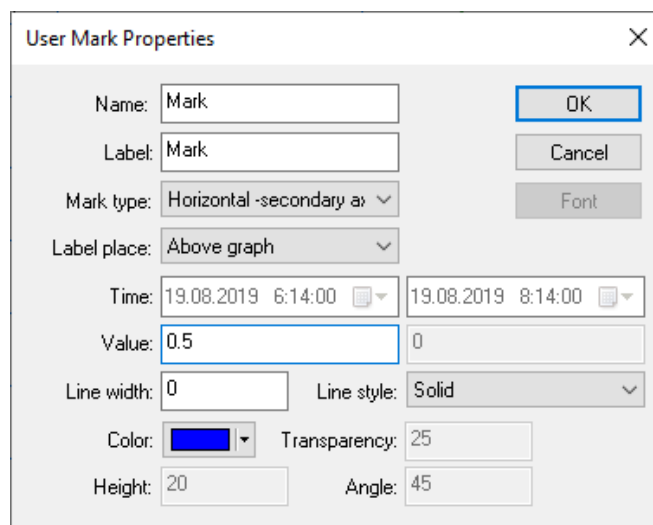 User Mark Properties
Name: Mark OK
Label: Mark Cancel
Mark type: Horizontal -secondary Font
Label place: Above graph
Time: 19.08.2019 6:14:00 19.08.2019 8:14:00
Value: 0.5 0
Line width: 0 Line style: Solid
Color: Transparency: 25
Height: 20 Angle: 45